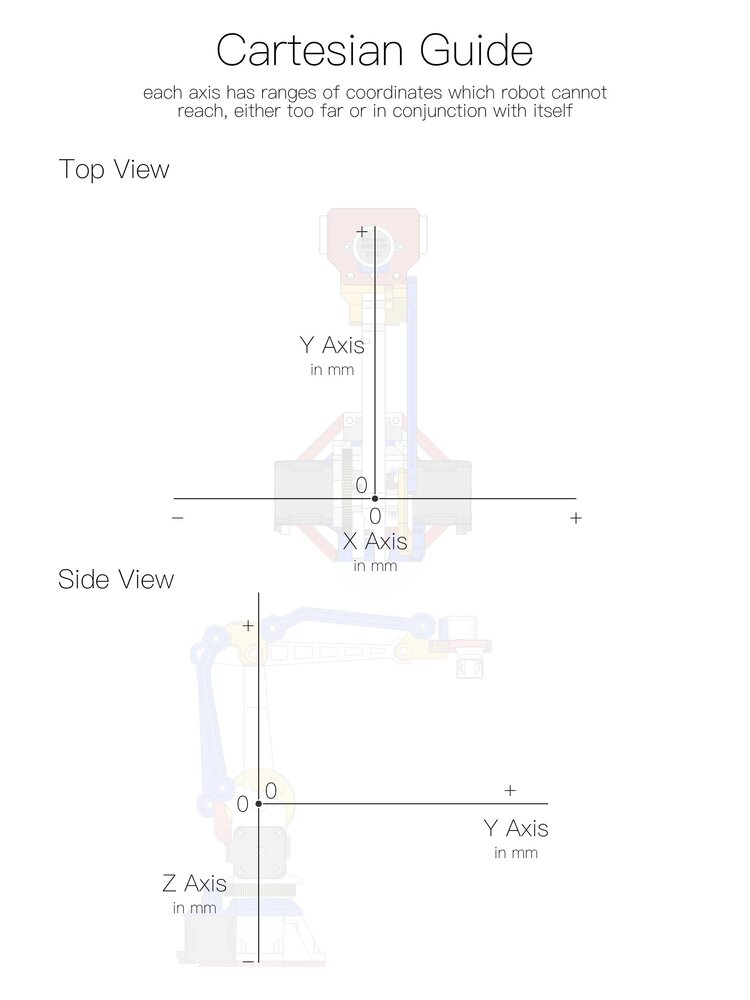 Cartesian Guide
each axis has ranges of coordinates which robot cannot
reach, either too far or in conjunction with itself
Top View
+
Y Axis
in mm
0
0
–
+
X Axis
in mm
Side View
+
0
0
+
Y Axis
in mm
Z Axis
in mm
–